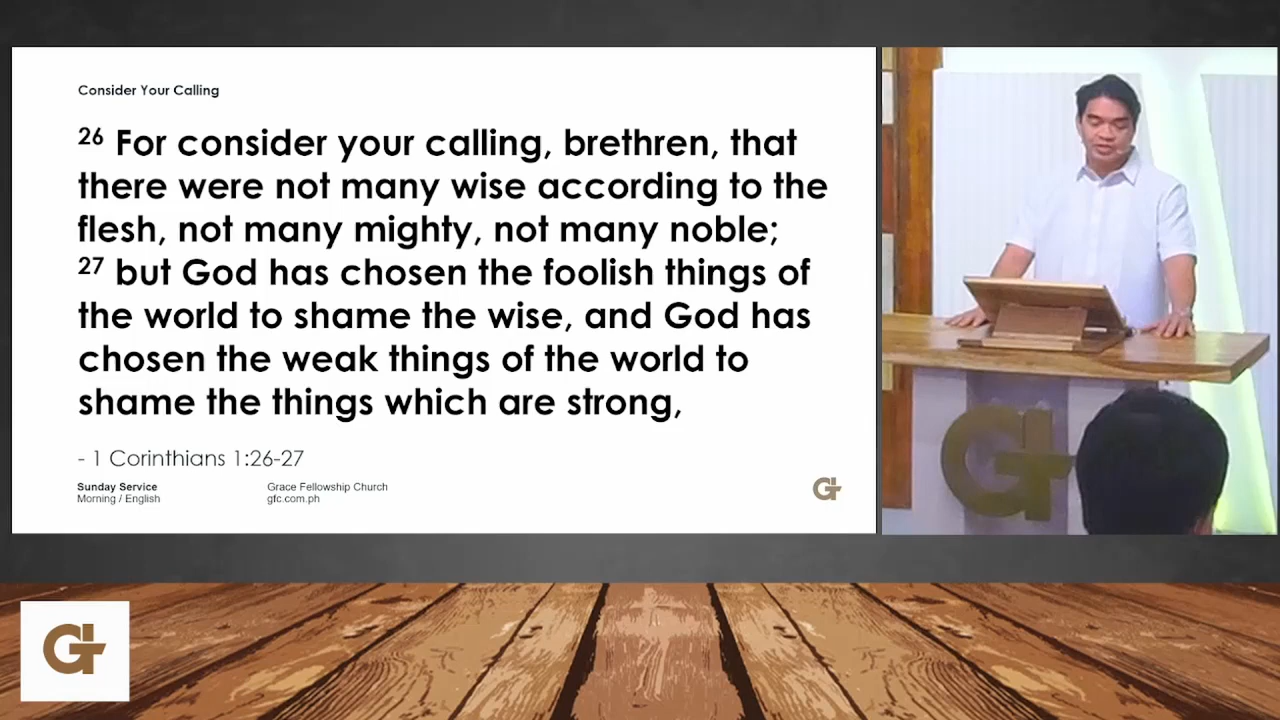 Consider Your Calling
26 For consider your calling, brethren, that
there were not many wise according to the
flesh, not many mighty, not many noble;
27 but God has chosen the foolish things of
the world to shame the wise, and God has
chosen the weak things of the world to
shame the things which are strong,
- 1 Corinthians 1:26-27
Sunday Service
Morning / English
Grace Fellowship Church
gfc.com.ph